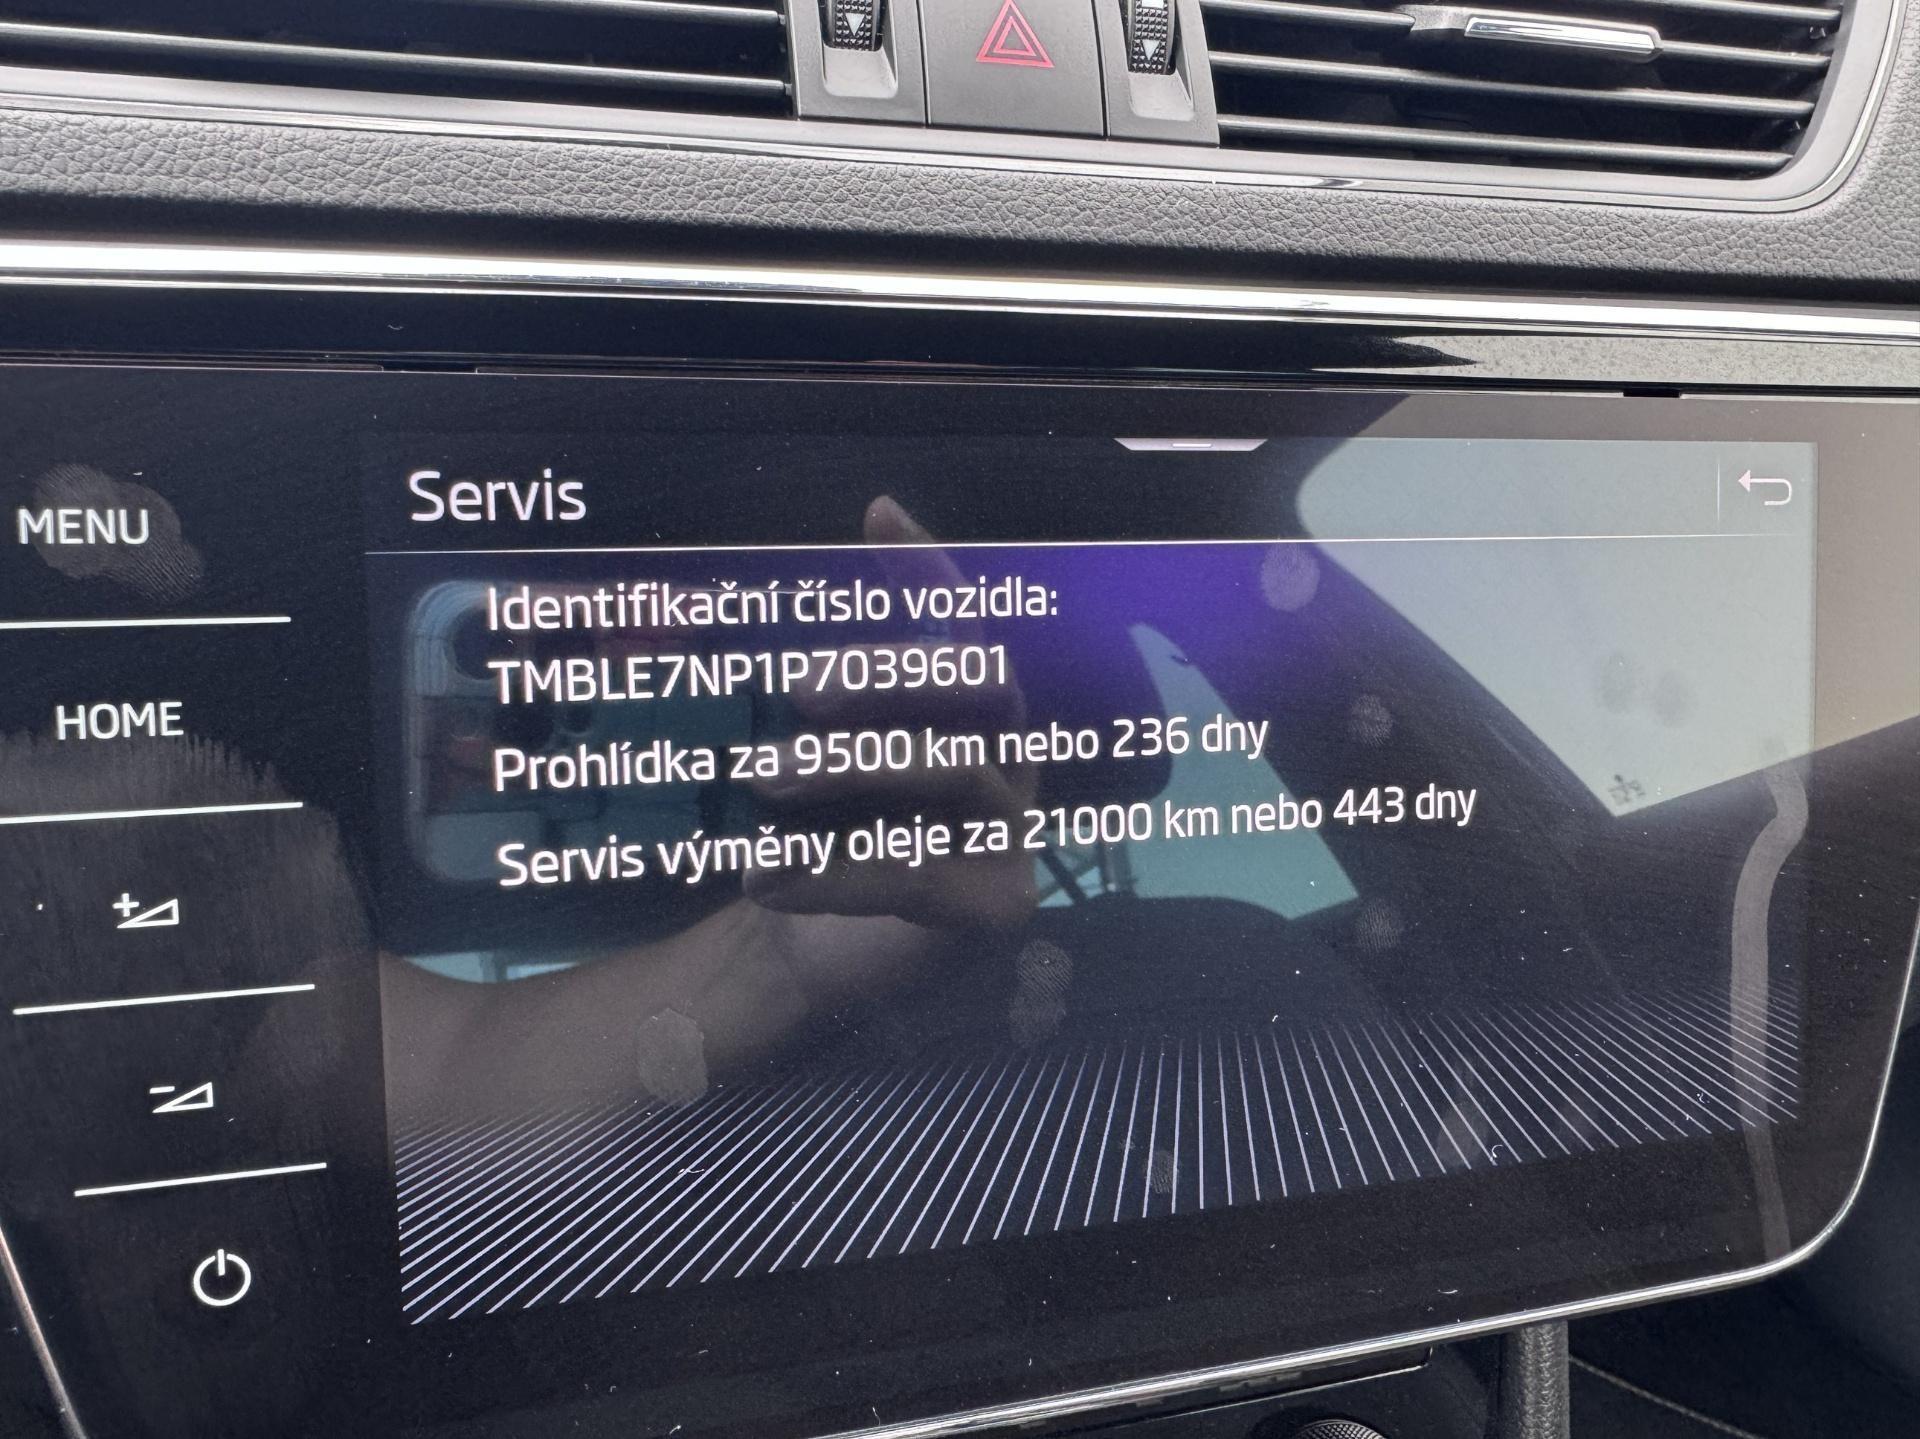 Servis
MENU
Identifikační číslo vozidla:
TMBLE7NP1P7039601
HOME
Prohlídka za 9500 km nebo 236 dny
Servis výměny oleje za 21000 km nebo 443 dny